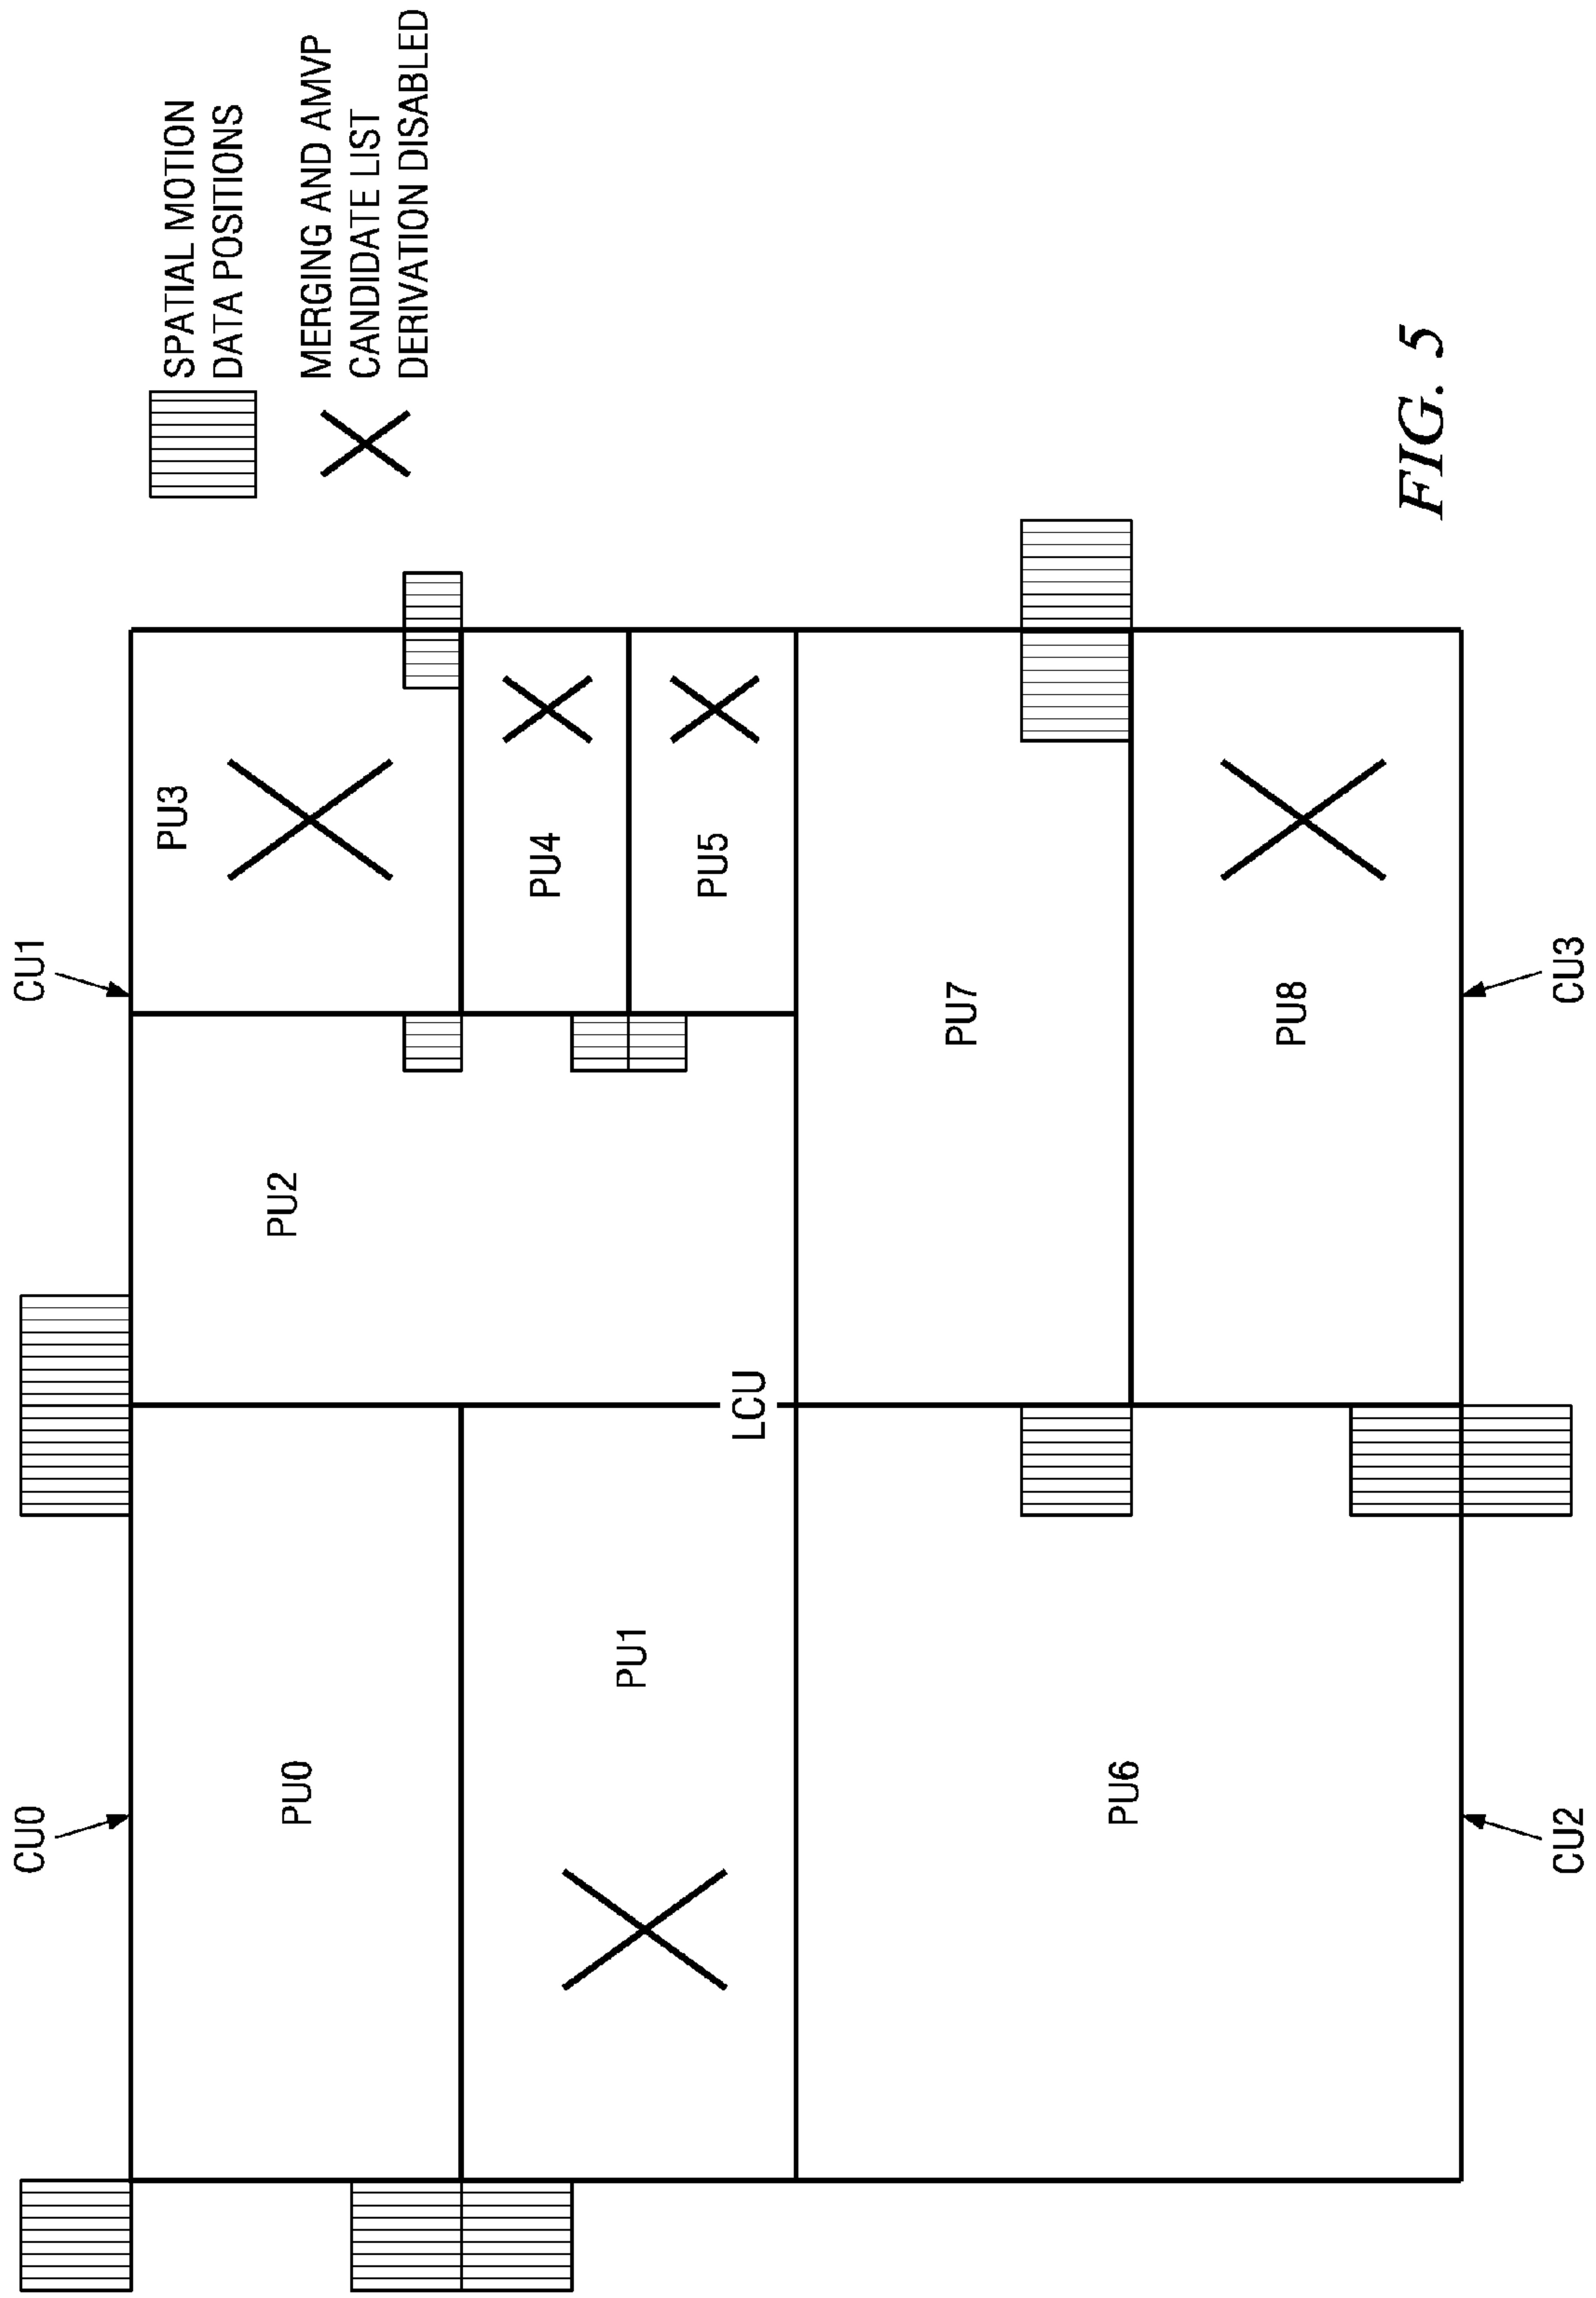 CU0
CU1
SPATIAL MOTION
DATA POSITIONS
MERGING AND AMVP
CANDIDATE LIST
DERIVATION DISABLED
PU0
PU2
PU3
PU1
PU4
PU5
LCU
PU6
PU7
PU8
CU2
CU3
FIG. 5